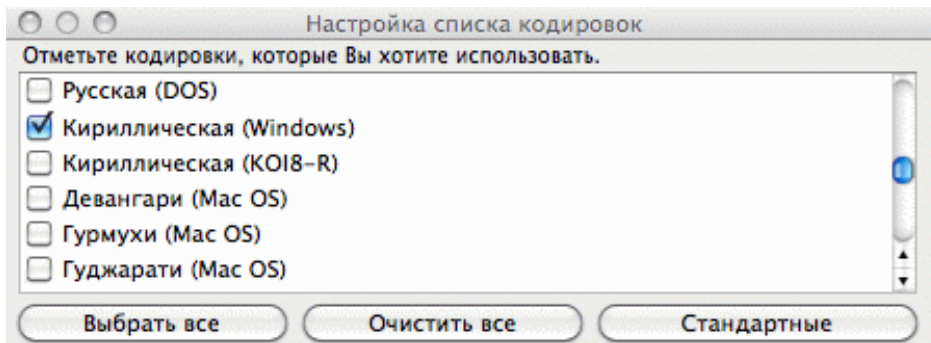 Настройка списка кодировок
Отметьте кодировки, которые Вы хотите использовать.
Русская (DOS)
Кириллическая (Windows)
Кириллическая (KOI8-R)
Девангари (Mac OS)
Гурмухи (Mac OS)
Гуджарати (Mac OS)
Выбрать все Очистить все Стандартные